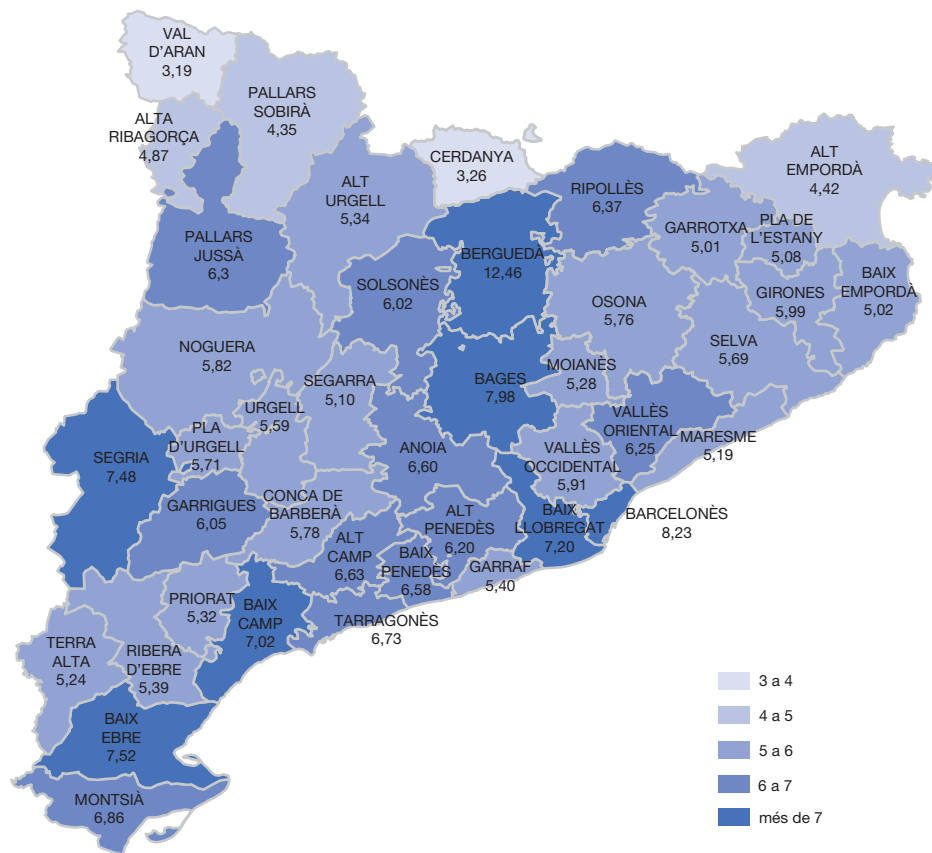 VAL
D'ARAN
3,19
PALLARS
SOBIRÀ
4,35
ALTA
RIBAGORÇA
4,87
CERDANYA
3,26
ALT
EMPORDÀ
4,42
ALT
URGELL
5,34
RIPOLLÈS
6,37
GARROTXA
5,01
PLA DE
L'ESTANY
5,08
PALLARS
JUSSÀ
6,3
BERGUEDÀ
12,46
SOLSONÈS
6,02
OSONA
5,76
GIRONES
5,99
BAIX
EMPORDÀ
5,02
NOGUERA
5,82
SEGARRA
5,10
BAGES
7,98
MOIANES
5,28
SELVA
5,69
URGELL
5,59
PLA
D'URGELL
5,71
SEGRIA
7,48
ANOIA
6,60
VALLÈS
ORIENTAL
6,25
MARESME
5,19
VALLÈS
OCCIDENTAL
5,91
GARRIGUES
6,05
CONCA DE
BARBERÀ
5,78
ALT
PENEDÈS
6,20
BAIX
LLOBREGAT
7,20
BARCELONÈS
8,23
ALT
CAMP
6,63
BAIX
PENEDÈS
6,58
GARRAF
5,40
PRIORAT
5,32
BAIX
CAMP
7,02
TARRAGONÈS
6,73
TERRA
ALTA
5,24
RIBERA
D'EBRE
5,39
BAIX
EBRE
7,52
MONTSIÀ
6,86
3 a 4
4 a 5
5 a 6
6 a 7
més de 7